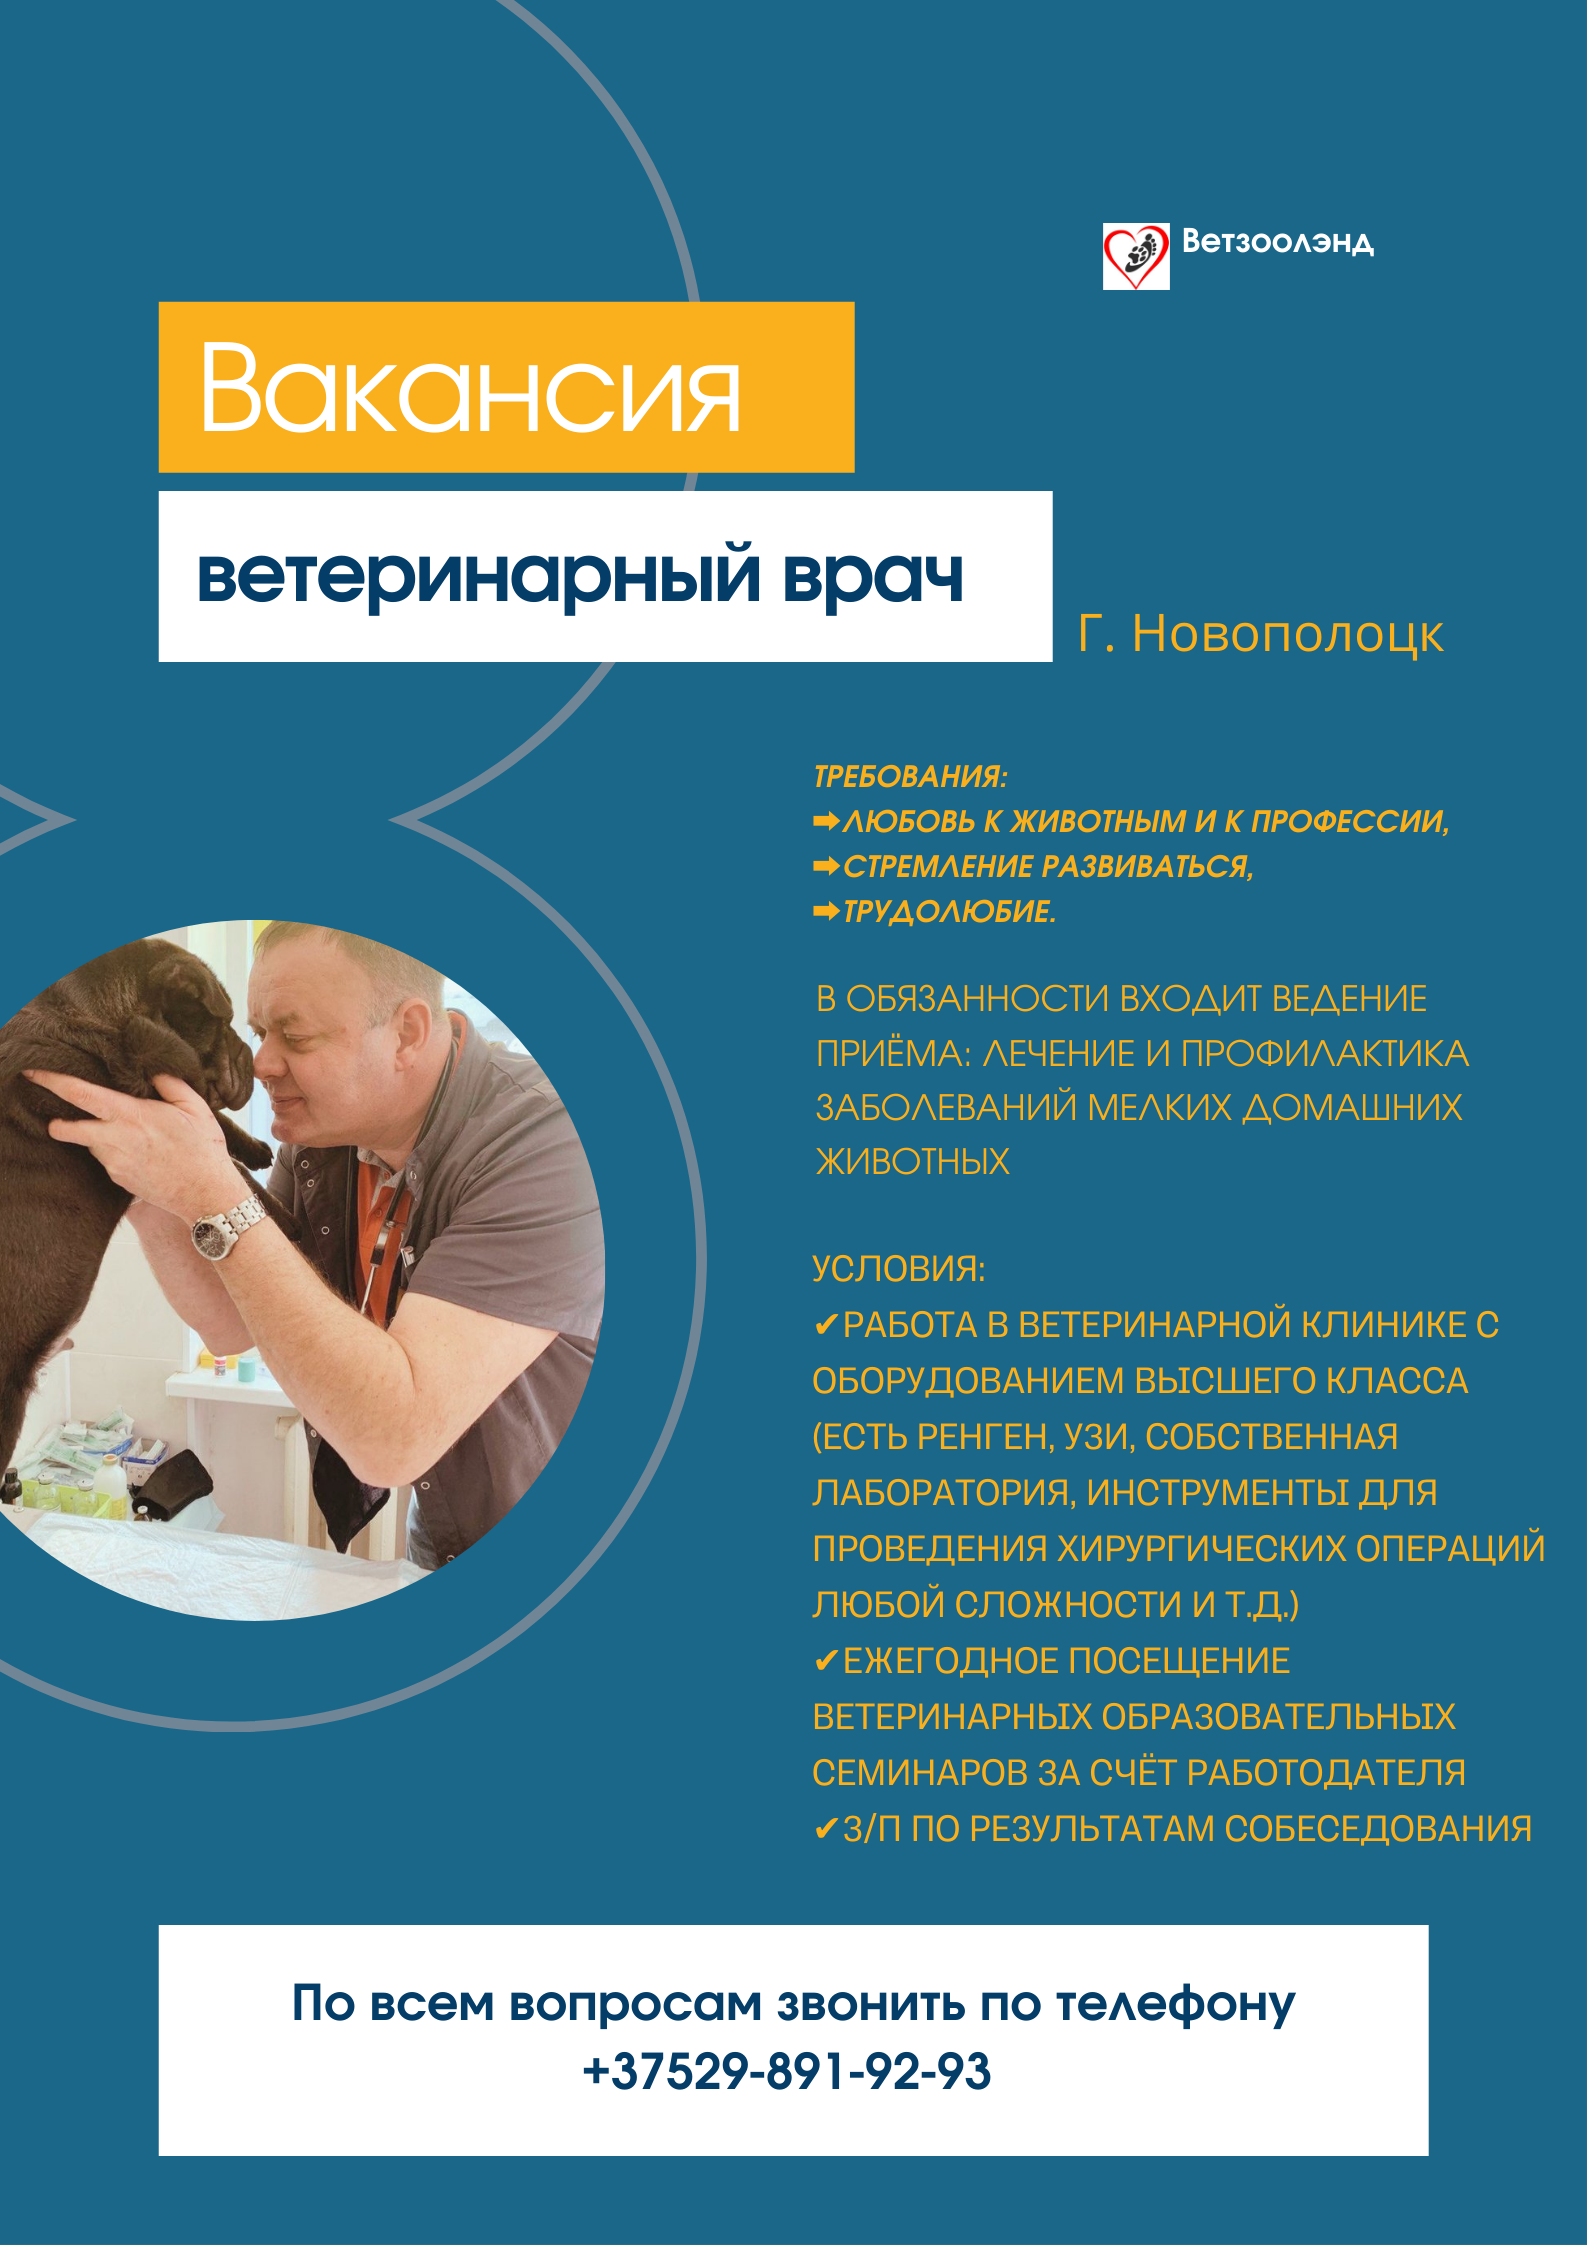 Ветзоолэнд
Вакансия
ветеринарный врач
Г. Новополоцк
ТРЕБОВАНИЯ:
➡ЛЮБОВЬ К ЖИВОТНЫМ И К ПРОФЕССИИ,
➡СТРЕМЛЕНИЕ РАЗВИВАТЬСЯ,
➡ТРУДОЛЮБИЕ.
В ОБЯЗАННОСТИ ВХОДИТ ВЕДЕНИЕ
ПРИЁМА: ЛЕЧЕНИЕ И ПРОФИЛАКТИКА
ЗАБОЛЕВАНИЙ МЕЛКИХ ДОМАШНИХ
ЖИВОТНЫХ
УСЛОВИЯ:
✔РАБОТА В ВЕТЕРИНАРНОЙ КЛИНИКЕ С
ОБОРУДОВАНИЕМ ВЫСШЕГО КЛАССА
(ЕСТЬ РЕНГЕН, УЗИ, СОБСТВЕННАЯ
ЛАБОРАТОРИЯ, ИНСТРУМЕНТЫ ДЛЯ
ПРОВЕДЕНИЯ ХИРУРГИЧЕСКИХ ОПЕРАЦИЙ
ЛЮБОЙ СЛОЖНОСТИ И Т.Д.)
✔ЕЖЕГОДНОЕ ПОСЕЩЕНИЕ
ВЕТЕРИНАРНЫХ ОБРАЗОВАТЕЛЬНЫХ
СЕМИНАРОВ ЗА СЧЁТ РАБОТОДАТЕЛЯ
✔З/П ПО РЕЗУЛЬТАТАМ СОБЕСЕДОВАНИЯ
По всем вопросам звонить по телефону
+37529-891-92-93